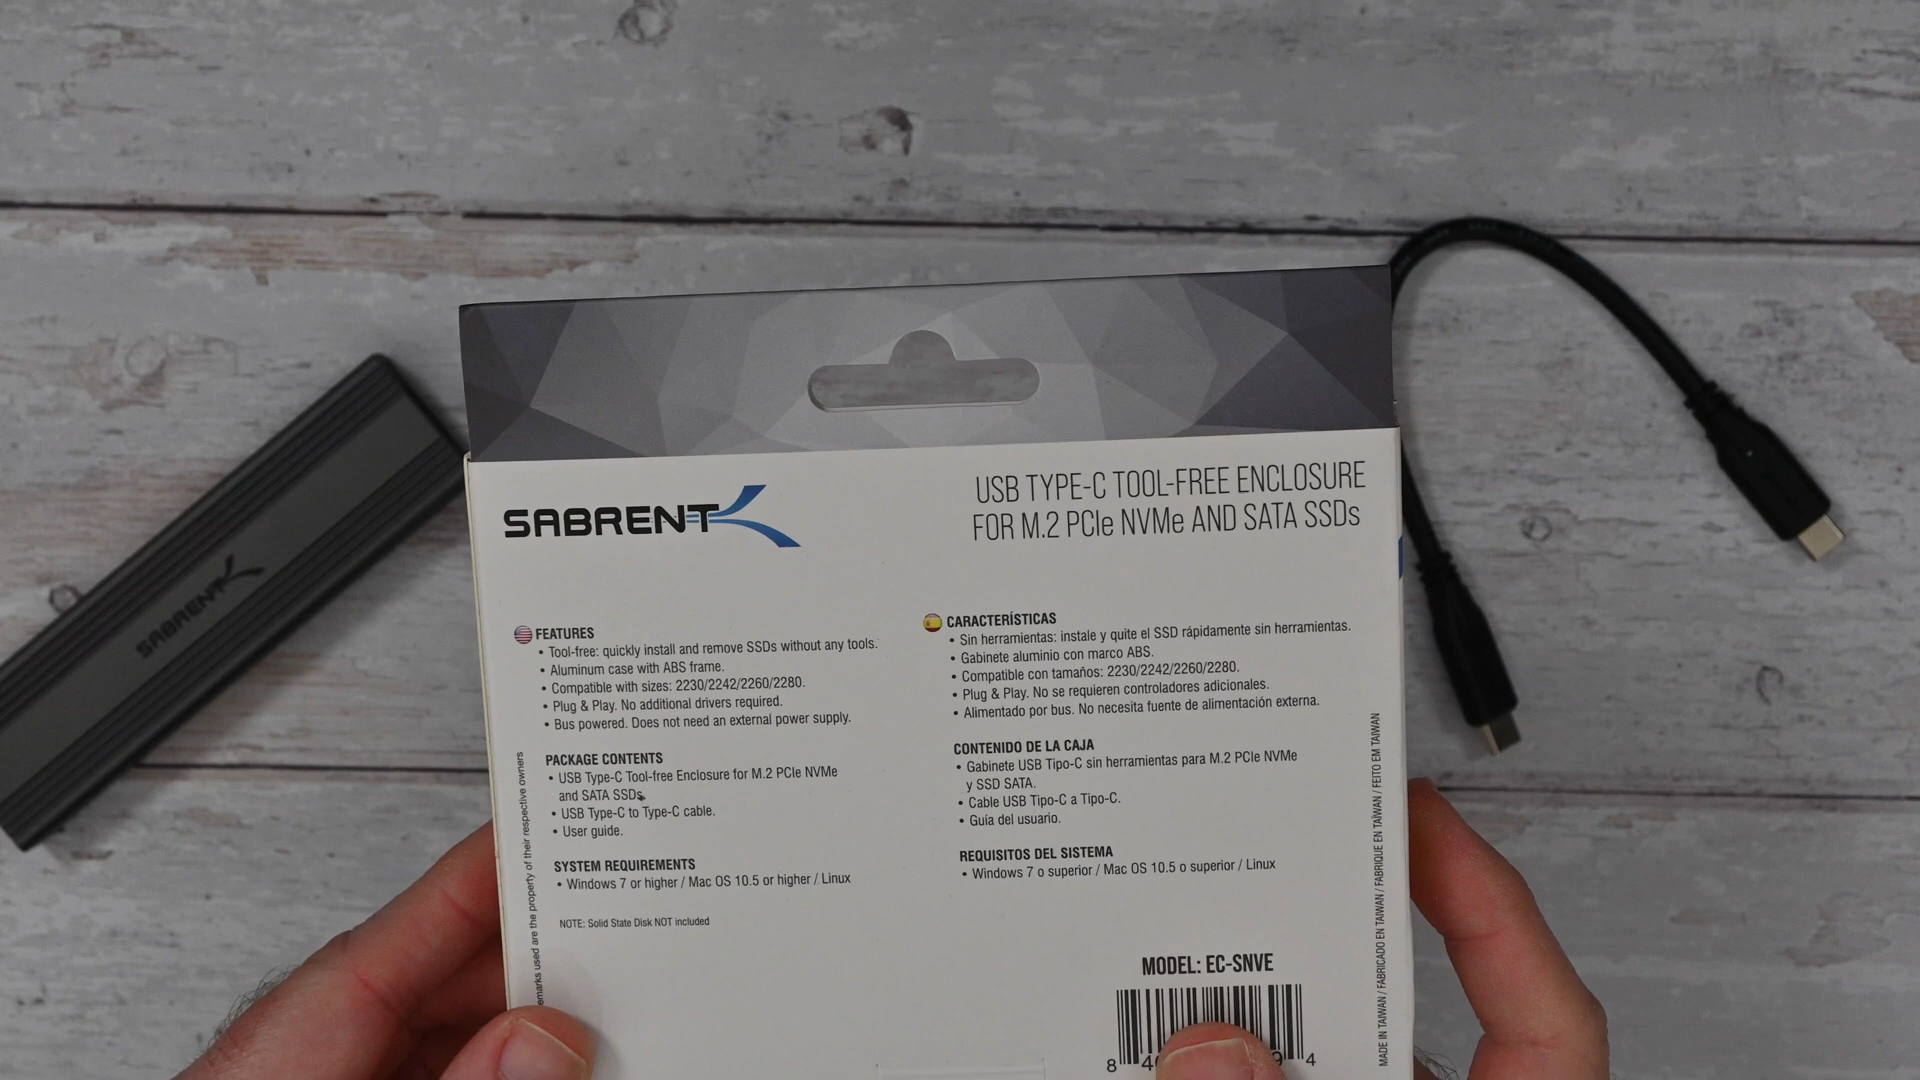 SABRENT
USB TYPE-C TOOL-FREE ENCLOSURE
FOR M.2 PCIe NVMe AND SATA SSDs
FEATURES
• Tool-free: quickly install and remove SSDs without any tools.
• Aluminum case with ABS frame.
• Compatible with sizes: 2230/2242/2260/2280.
• Plug & Play. No additional drivers required.
• Bus powered. Does not need an external power supply.
PACKAGE CONTENTS
• USB Type-C Tool-free Enclosure for M.2 PCIe NVMe
and SATA SSDs.
• USB Type-C to Type-C cable.
• User guide.
SYSTEM REQUIREMENTS
• Windows 7 or higher / Mac OS 10.5 or higher / Linux
NOTE: Solid State Disk NOT included
CARACTERÍSTICAS
• Sin herramientas: instale y quite el SSD rápidamente sin herramientas.
• Gabinete aluminio con marco ABS.
• Compatible con tamaños: 2230/2242/2260/2280.
• Plug & Play. No se requieren controladores adicionales.
• Alimentado por bus. No necesita fuente de alimentación externa.
CONTENIDO DE LA CAJA
• Gabinete USB Tipo-C sin herramientas para M.2 PCIe NVMe
y SSD SATA.
• Cable USB Tipo-C a Tipo-C.
• Guía del usuario.
REQUISITOS DEL SISTEMA
• Windows 7 o superior / Mac OS 10.5 o superior / Linux
MODEL: EC-SNVE
8 4
4
used are the property of their respective owners
MADE IN TAIWAN / FABRICADO EN TAIWAN / FABRIQUE EN TAÏWAN / FEITO EM TAIWAN
SABRENT